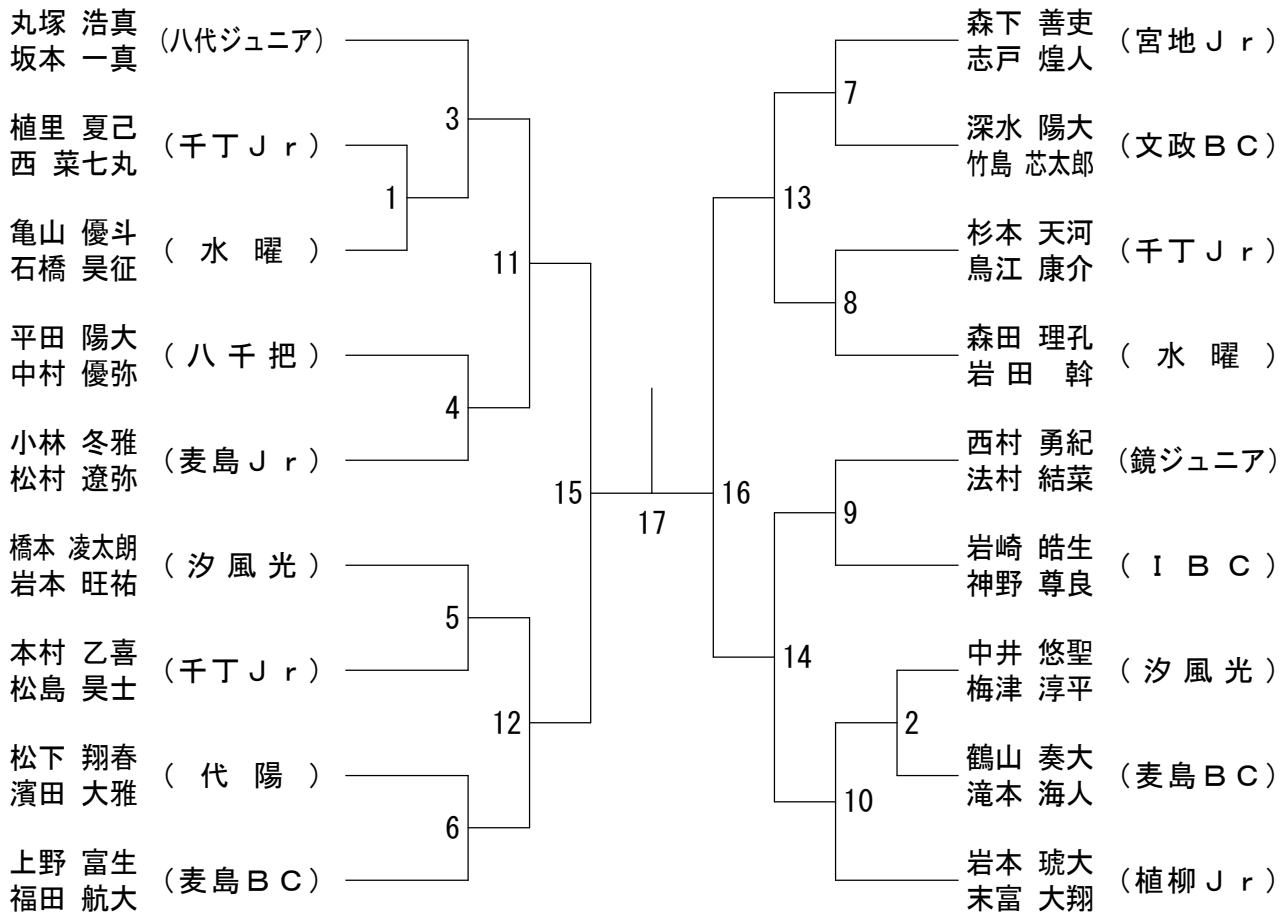 丸塚 浩真
坂本 一真
(八代ジュニア)
植里 夏己
西 菜七丸
(千丁Ｊｒ)
亀山 優斗
石橋 昊征
(水曜)
平田 陽大
中村 優弥
(八千把)
小林 冬雅
松村 遼弥
(麦島Ｊｒ)
橋本 凌太朗
岩本 旺祐
(汐風光)
本村 乙喜
松島 昊士
(千丁Ｊｒ)
松下 翔春
濱田 大雅
(代陽)
上野 富生
福田 航大
(麦島ＢＣ)
3
1
11
4
15
5
12
6
17
7
13
8
16
9
14
2
10
森下 善吏
志戸 煌人
(宮地Ｊｒ)
深水 陽大
竹島 芯太郎
(文政ＢＣ)
杉本 天河
鳥江 康介
(千丁Ｊｒ)
森田 理孔
岩田 斡
(水曜)
西村 勇紀
法村 結菜
(鏡ジュニア)
岩崎 皓生
神野 尊良
(ＩＢＣ)
中井 悠聖
梅津 淳平
(汐風光)
鶴山 奏大
滝本 海人
(麦島ＢＣ)
岩本 琥大
末富 大翔
(植柳Ｊｒ)